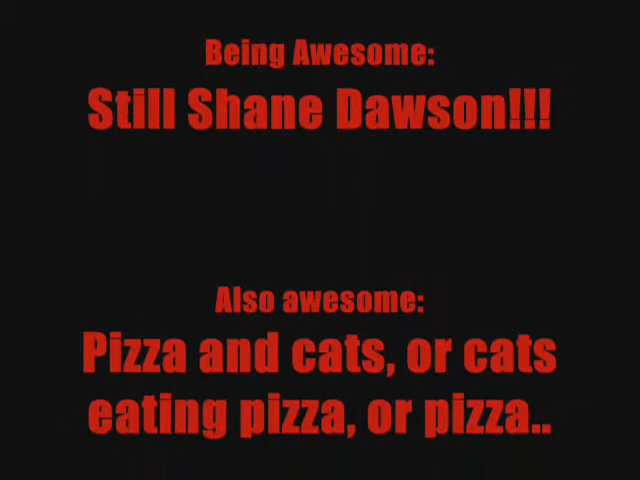 Being Awesome:
Still Shane Dawson!!!
Also awesome:
Pizza and cats, or cats
eating pizza, or pizza..